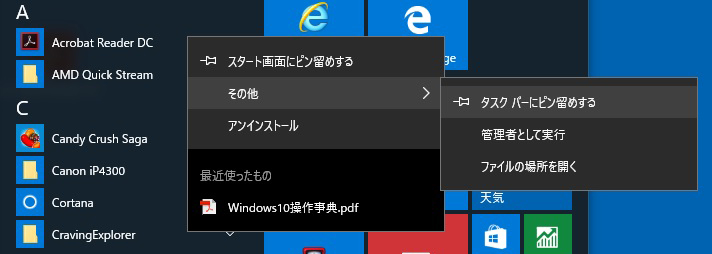 A
Acrobat Reader DC
AMD Quick Stream
C
Candy Crush Saga
Canon iP4300
Cortana
CravingExplorer
スタート画面にピン留めする
その他
アンインストール
最近使ったもの
Windows10操作事典.pdf
タスク バーにピン留めする
管理者として実行
ファイルの場所を開く
天気